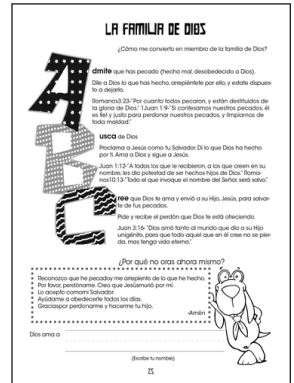 LA FAMILIA DE DIOS
¿Cómo me convierto en miembro de la familia de Dios?
Admite que has pecado (hecho mal, desobedecido a Dios).
Dile a Dios lo que has hecho, arrepiéntete por ello, y estate dispues-
to a dejarlo.
Romanos3:23-"Por cuanto todos pecaron, y están destituidos de
la gloria de Dios." 1Juan 1:9-"Si confesamos nuestros pecados, él
es fiel y justo para perdonar nuestros pecados, y limpiarnos de
toda maldad."
Busca de Dios
Proclama a Jesús como tu Salvador. Di lo que Dios ha hecho
por ti. Ama a Dios y sigue a Jesús.
Juan 1:12-"A todos los que le recibieron, a los que creen en su
nombre, les dio potestad de ser hechos hijos de Dios." Roma-
nos10:13-"Todo el que invoque el nombre del Señor, será salvo."
Cree que Dios te ama y envió a su Hijo, Jesús, para salvar-
te de tus pecados.
Pide y recibe el perdón que Dios te está ofreciendo.
Juan 3:16- "Dios amó tanto al mundo que dio a su Hijo
unigénito, para que todo aquel que en él cree no se pier-
da, mas tenga vida eterna."
¿Por qué no oras ahora mismo?
Reconozco que he pecado y me arrepiento de lo que he hecho.
Por favor, perdóname. Creo que Jesús murió por mí.
Lo acepto como mi Salvador.
Ayúdame a obedecerte todos los días.
Gracias por perdonarme y hacerme tu hijo.
-Amén
Dios ama a
(Escribe tu nombre)